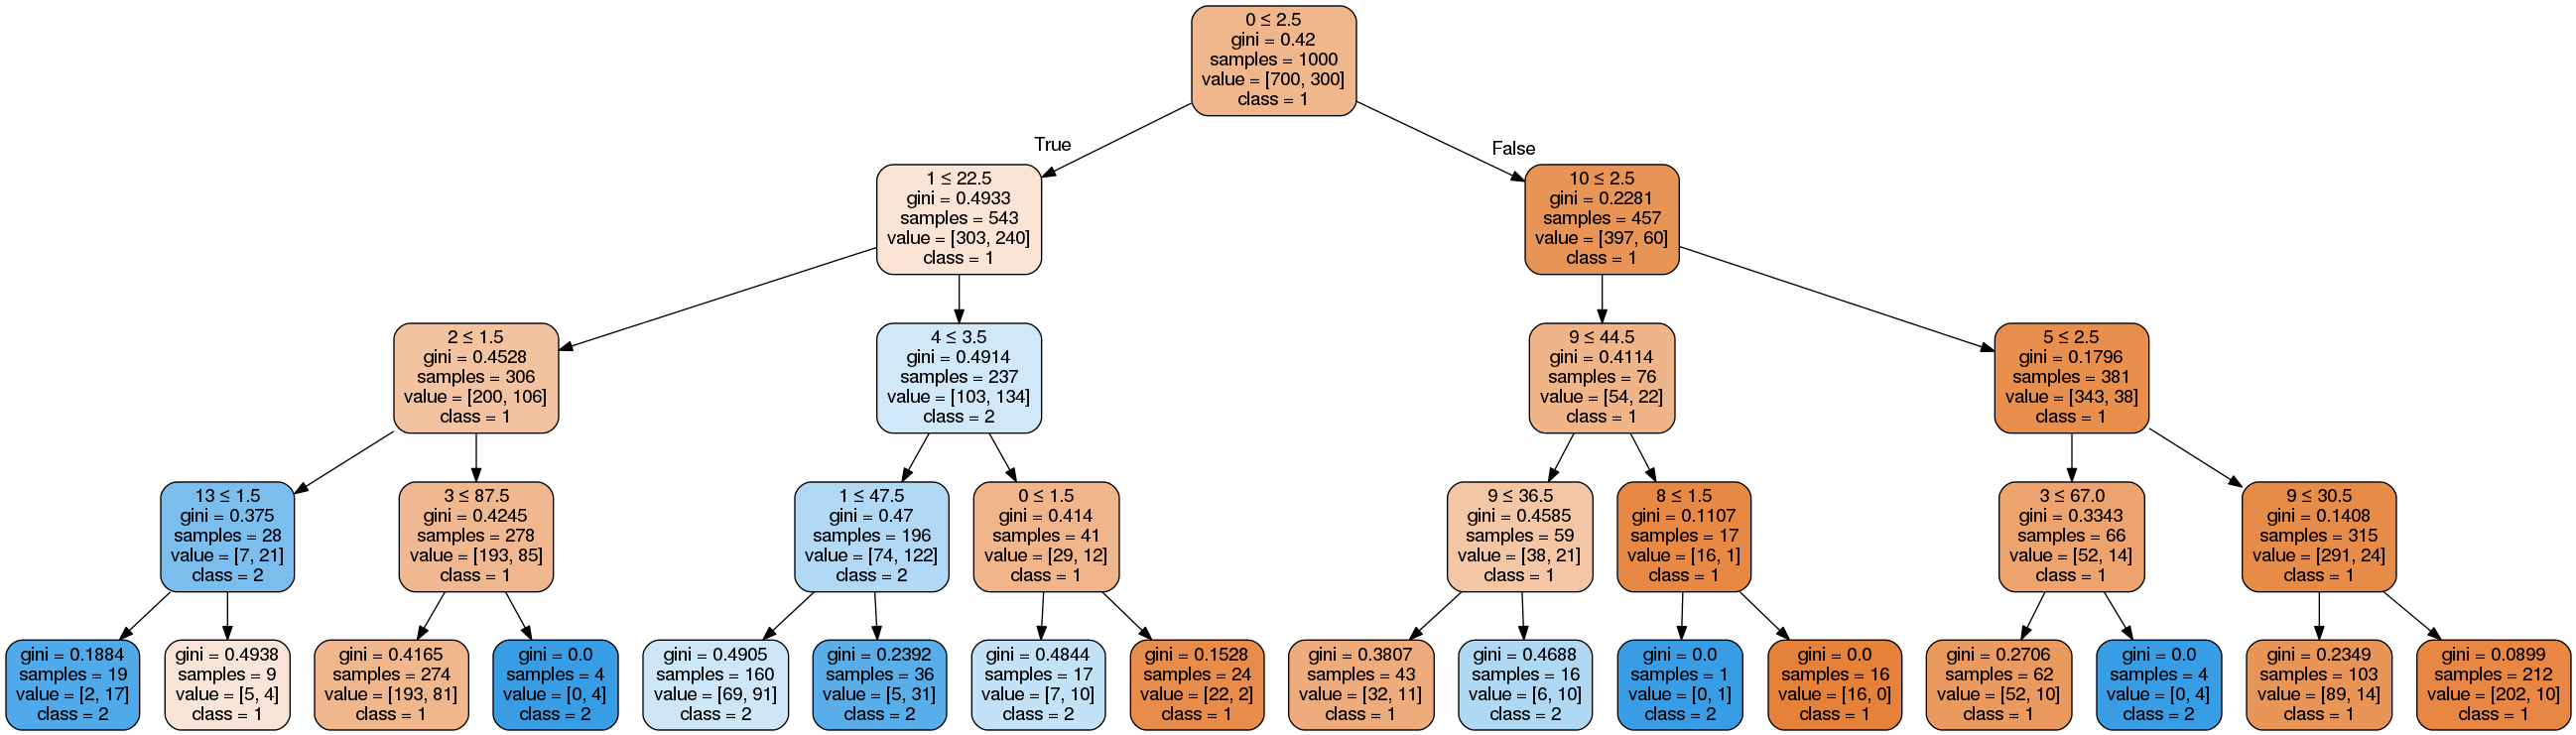 0 ≤ 2.5
gini = 0.42
samples = 1000
value = [700, 300]
class = 1
True
False
1 ≤ 22.5
gini = 0.4933
samples = 543
value = [303, 240]
class = 1
10 ≤ 2.5
gini = 0.2281
samples = 457
value = [397, 60]
class = 1
2 ≤ 1.5
gini = 0.4528
samples = 306
value = [200, 106]
class = 1
4 ≤ 3.5
gini = 0.4914
samples = 237
value = [103, 134]
class = 2
9 ≤ 44.5
gini = 0.4114
samples = 76
value = [54, 22]
class = 1
5 ≤ 2.5
gini = 0.1796
samples = 381
value = [343, 38]
class = 1
13 ≤ 1.5
gini = 0.375
samples = 28
value = [7, 21]
class = 2
3 ≤ 87.5
gini = 0.4245
samples = 278
value = [193, 85]
class = 1
1 ≤ 47.5
gini = 0.47
samples = 196
value = [74, 122]
class = 2
0 ≤ 1.5
gini = 0.414
samples = 41
value = [29, 12]
class = 1
9 ≤ 36.5
gini = 0.4585
samples = 59
value = [38, 21]
class = 1
8 ≤ 1.5
gini = 0.1107
samples = 17
value = [16, 1]
class = 1
3 ≤ 67.0
gini = 0.3343
samples = 66
value = [52, 14]
class = 1
9 ≤ 30.5
gini = 0.1408
samples = 315
value = [291, 24]
class = 1
gini = 0.1884
samples = 19
value = [2, 17]
class = 2
gini = 0.4938
samples = 9
value = [5, 4]
class = 1
gini = 0.4165
samples = 274
value = [193, 81]
class = 1
gini = 0.0
samples = 4
value = [0, 4]
class = 2
gini = 0.4905
samples = 160
value = [69, 91]
class = 2
gini = 0.2392
samples = 36
value = [5, 31]
class = 2
gini = 0.4844
samples = 17
value = [7, 10]
class = 2
gini = 0.1528
samples = 24
value = [22, 2]
class = 1
gini = 0.3807
samples = 43
value = [32, 11]
class = 1
gini = 0.4688
samples = 16
value = [6, 10]
class = 2
gini = 0.0
samples = 1
value = [0, 1]
class = 2
gini = 0.0
samples = 16
value = [16, 0]
class = 1
gini = 0.2706
samples = 62
value = [52, 10]
class = 1
gini = 0.0
samples = 4
value = [0, 4]
class = 2
gini = 0.2349
samples = 103
value = [89, 14]
class = 1
gini = 0.0899
samples = 212
value = [202, 10]
class = 1